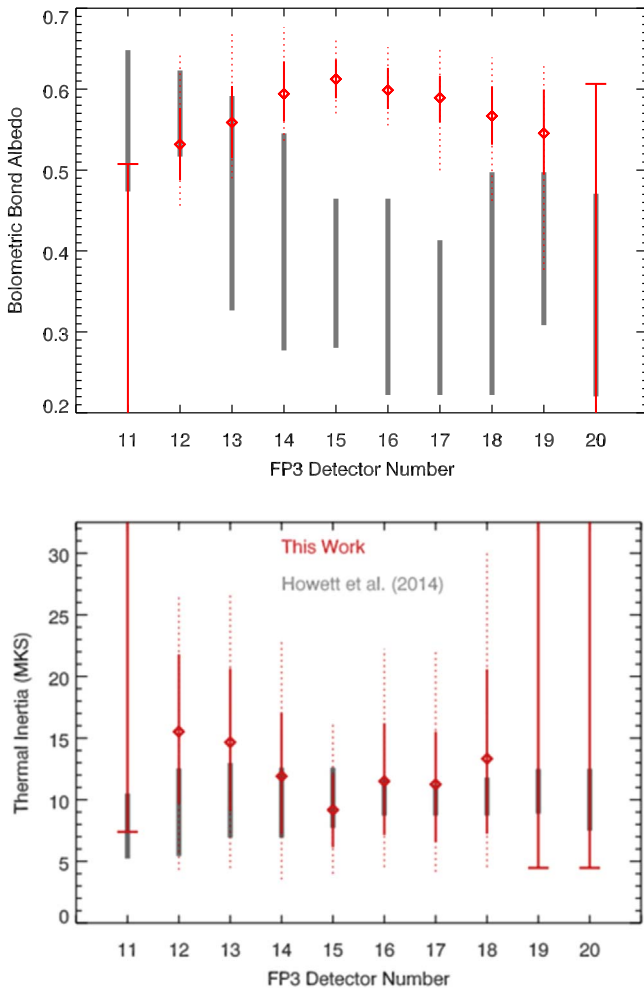 0.7
0.6
0.5
0.4
0.3
0.2
Bolometric Bond Albedo
11 12 13 14 15 16 17 18 19 20
FP3 Detector Number
30
25
20
15
10
5
0
Thermal Inertia (MKS)
This Work
Howett et al. (2014)
11 12 13 14 15 16 17 18 19 20
FP3 Detector Number